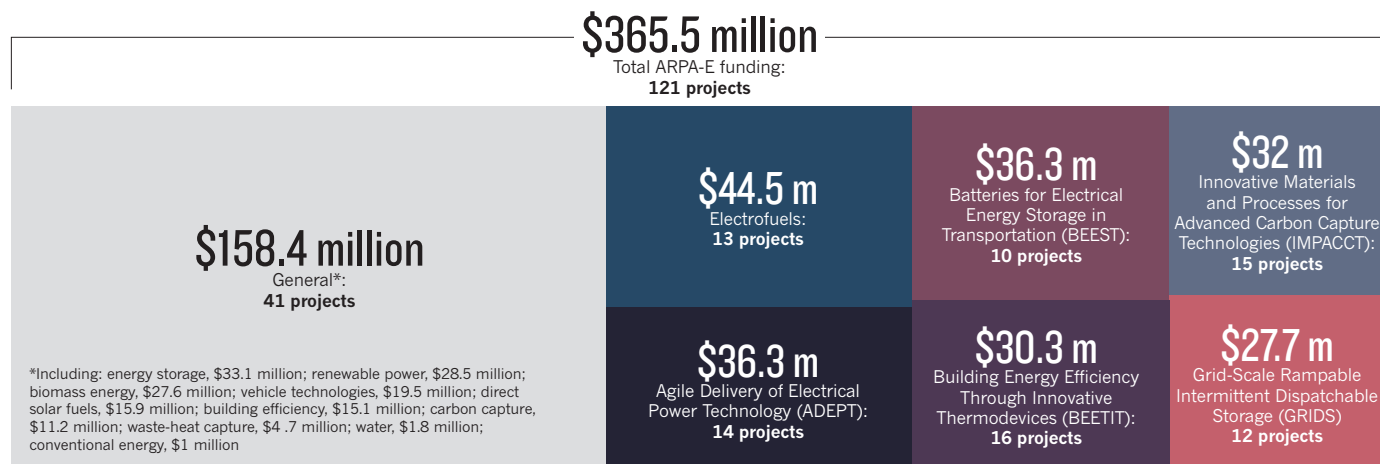 $365.5 million
Total ARPA-E funding:
121 projects
$158.4 million
General*:
41 projects
*Including: energy storage, $33.1 million; renewable power, $28.5 million;
biomass energy, $27.6 million; vehicle technologies, $19.5 million; direct
solar fuels, $15.9 million; building efficiency, $15.1 million; carbon capture,
$11.2 million; waste-heat capture, $4 .7 million; water, $1.8 million;
conventional energy, $1 million
$44.5 m
Electrofuels:
13 projects
$36.3 m
Batteries for Electrical
Energy Storage in
Transportation (BEEST):
10 projects
$32 m
Innovative Materials
and Processes for
Advanced Carbon Capture
Technologies (IMPACCT):
15 projects
$36.3 m
Agile Delivery of Electrical
Power Technology (ADEPT):
14 projects
$30.3 m
Building Energy Efficiency
Through Innovative
Thermodevices (BEETIT):
16 projects
$27.7 m
Grid-Scale Rampable
Intermittent Dispatchable
Storage (GRIDS)
12 projects